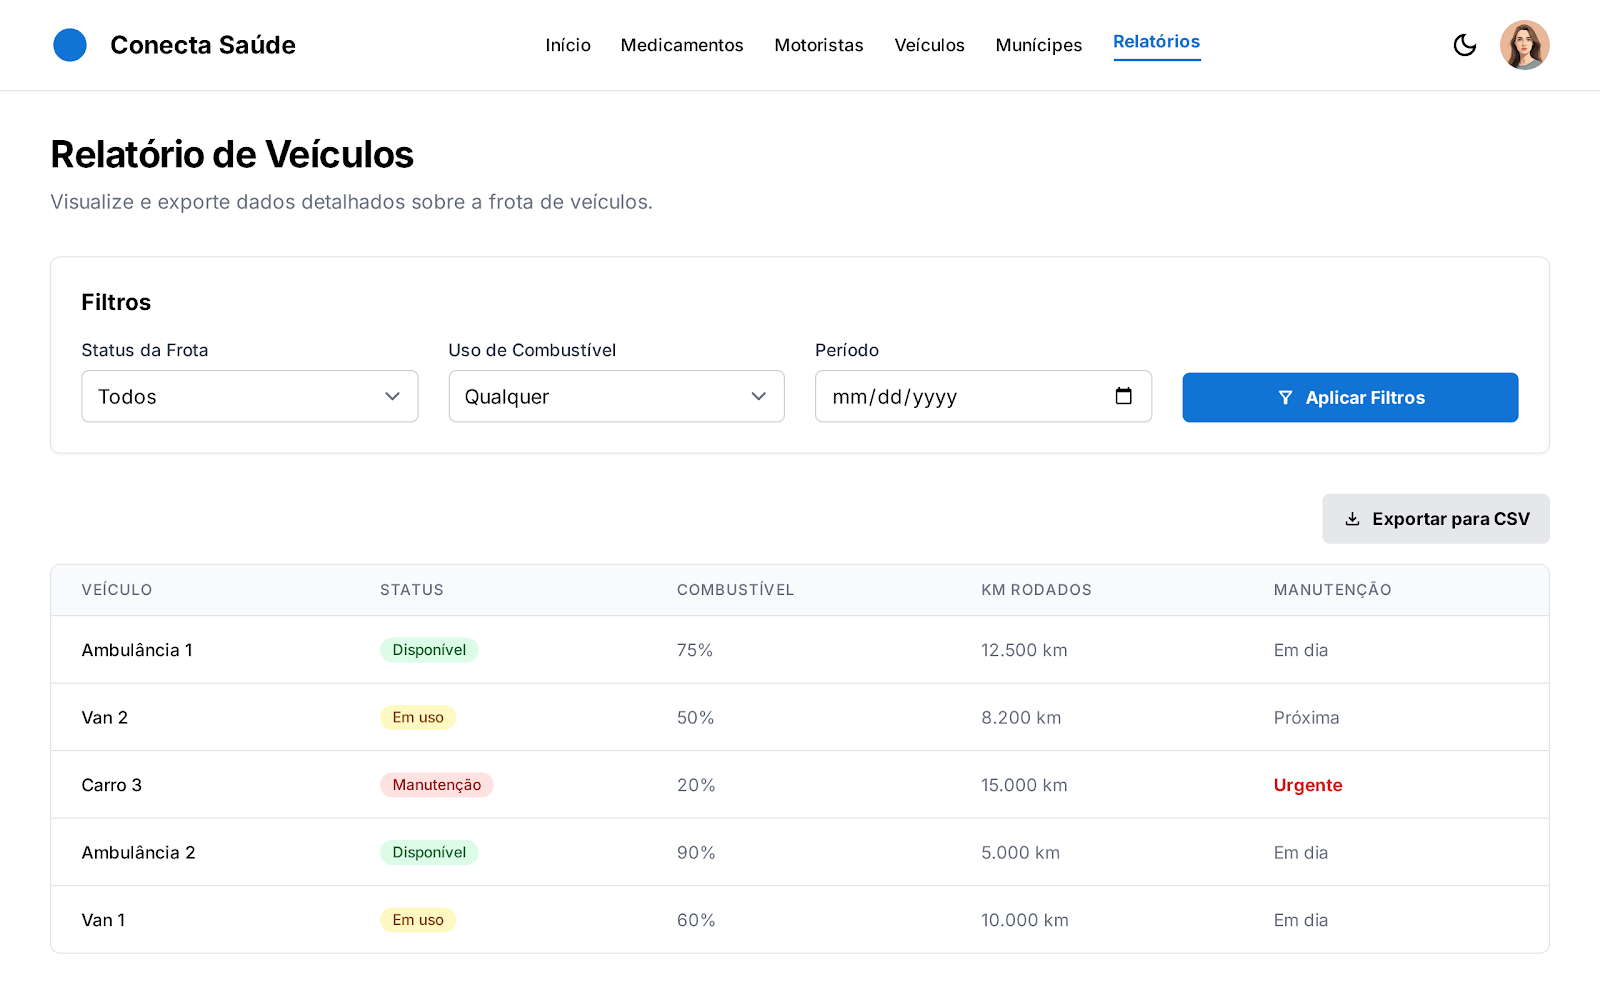 Conecta Saúde
Início Medicamentos Motoristas Veículos Munícipes Relatórios
Relatório de Veículos
Visualize e exporte dados detalhados sobre a frota de veículos.
Filtros
Status da Frota Uso de Combustível Período
Todos Qualquer mm/dd/yyyy Aplicar Filtros
Exportar para CSV
VEÍCULO STATUS COMBUSTÍVEL KM RODADOS MANUTENÇÃO
Ambulância 1 Disponível 75% 12.500 km Em dia
Van 2 Em uso 50% 8.200 km Próxima
Carro 3 Manutenção 20% 15.000 km Urgente
Ambulância 2 Disponível 90% 5.000 km Em dia
Van 1 Em uso 60% 10.000 km Em dia